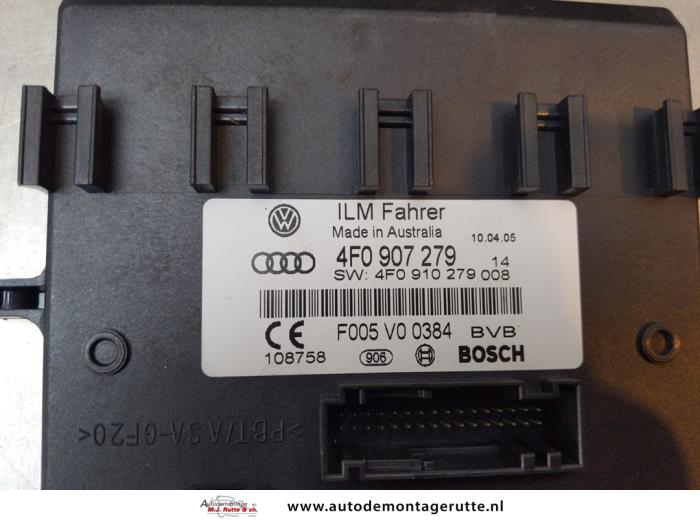 ILM Fahrer
Made in Australia
10.04.05
4F0 907 279 14
SW: 4F0 910 279 008
CE F005 V0 0384 BVB
108758 906 BOSCH
>PBT/ASA-GF20<
Autodemontage
M.J. Rutte & zn.
www.autodemontagerutte.nl